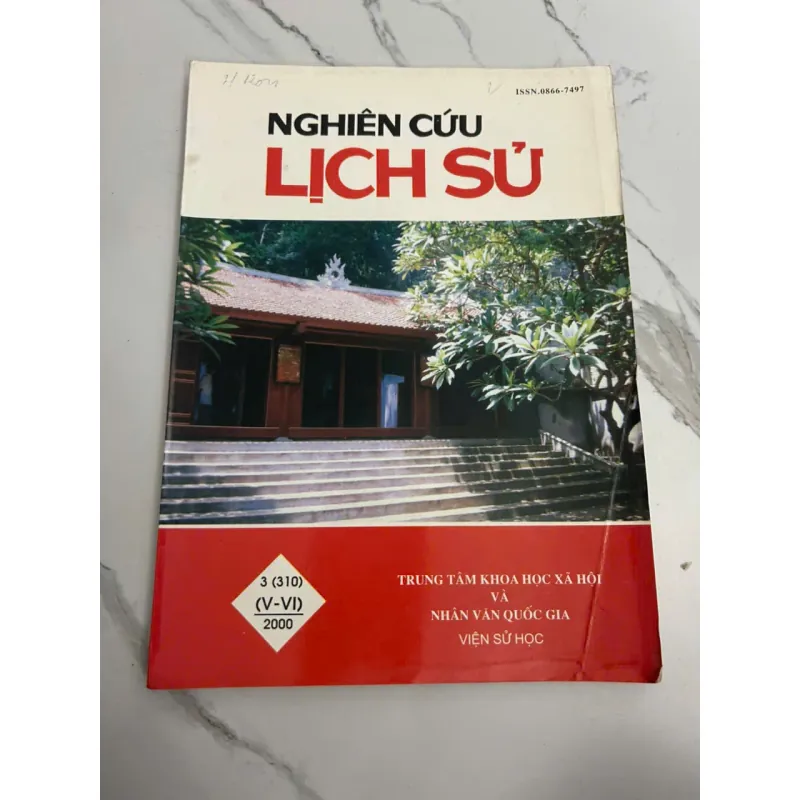 ISSN.0866-7497
NGHIÊN CỨU
LỊCH SỬ
3 (310)
(V-VI)
2000
TRUNG TÂM KHOA HỌC XÃ HỘI
VÀ
NHÂN VĂN QUỐC GIA
VIỆN SỬ HỌC